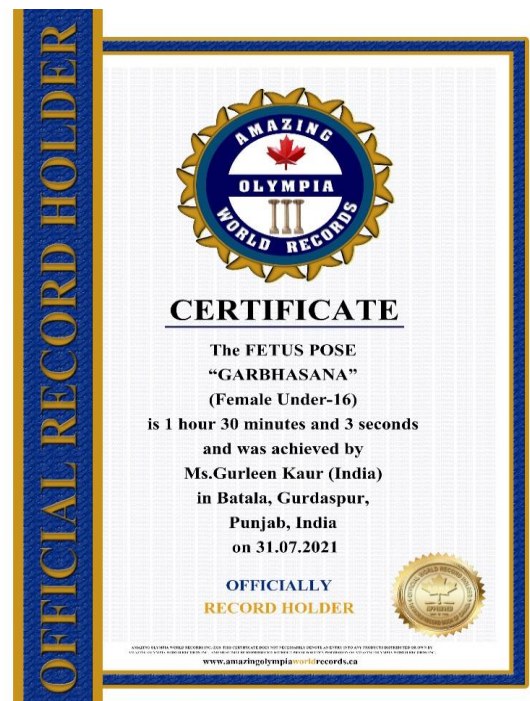 OFFICIAL RECORD HOLDER
AMAZING
OLYMPIA
WORLD RECORDS
CERTIFICATE
The FETUS POSE
“GARBHASANA”
(Female Under-16)
is 1 hour 30 minutes and 3 seconds
and was achieved by
Ms.Gurleen Kaur (India)
in Batala, Gurdaspur,
Punjab, India
on 31.07.2021
OFFICIALLY
RECORD HOLDER
APPROVED
www.amazingolympiaworldrecords.ca